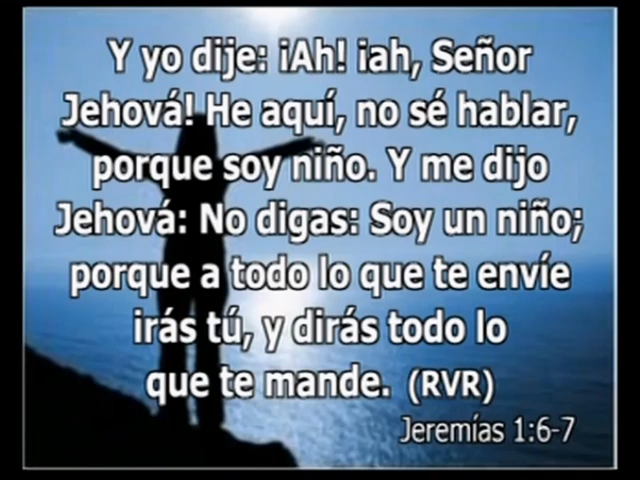 Y yo dije: ¡Ah! ¡ah, Señor
Jehová! He aquí, no sé hablar,
porque soy niño. Y me dijo
Jehová: No digas: Soy un niño;
porque a todo lo que te envíe
irás tú, y dirás todo lo
que te mande. (RVR)
Jeremías 1:6-7